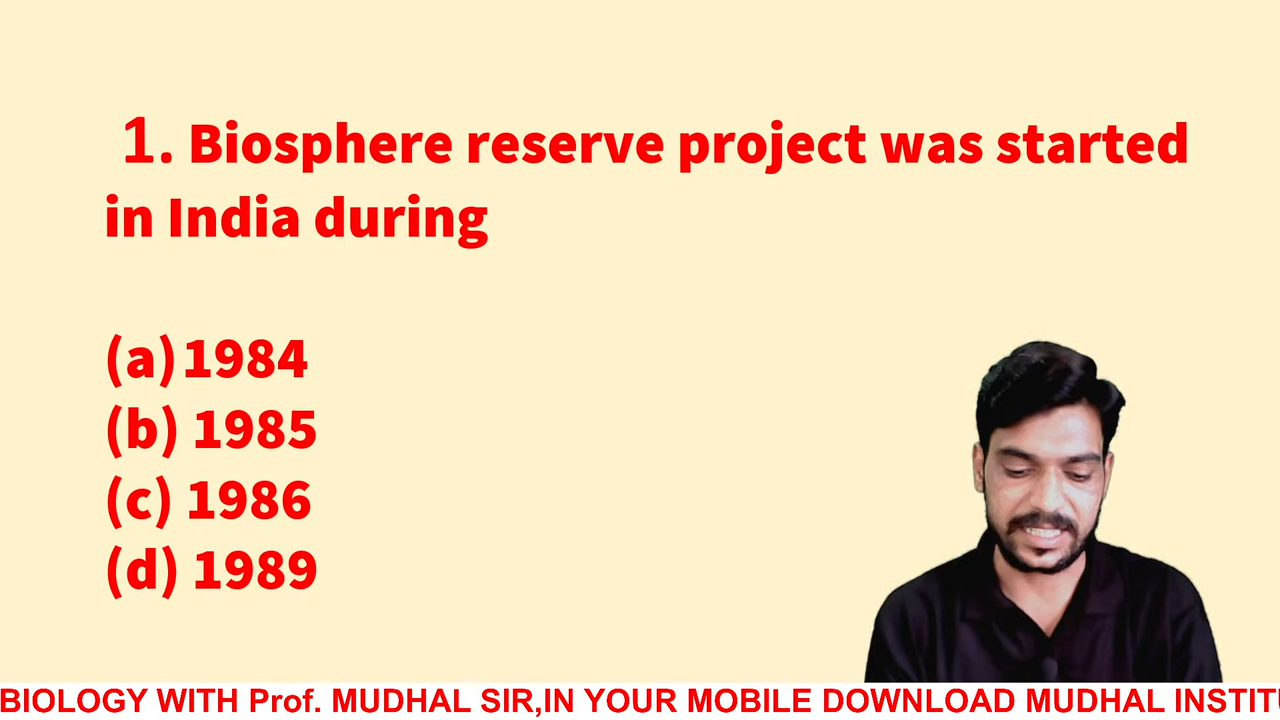 1. Biosphere reserve project was started
in India during
(a) 1984
(b) 1985
(c) 1986
(d) 1989
BIOLOGY WITH Prof. MUDHAL SIR,IN YOUR MOBILE DOWNLOAD MUDHAL